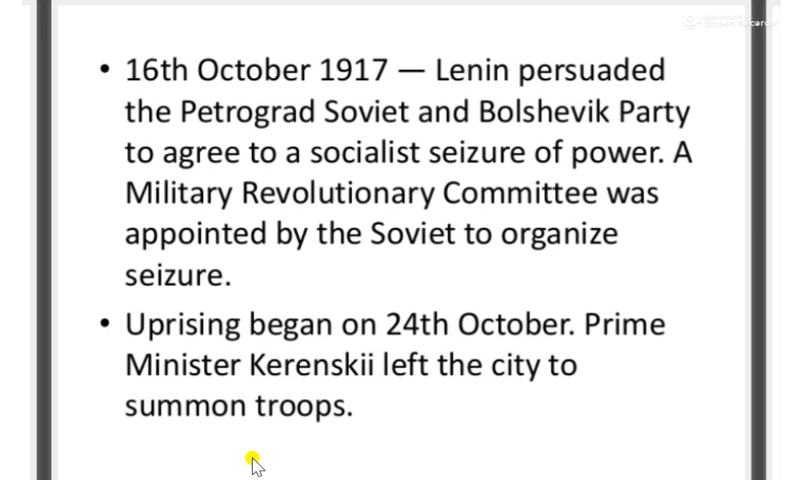 • 16th October 1917 — Lenin persuaded
the Petrograd Soviet and Bolshevik Party
to agree to a socialist seizure of power. A
Military Revolutionary Committee was
appointed by the Soviet to organize
seizure.
• Uprising began on 24th October. Prime
Minister Kerenskii left the city to
summon troops.